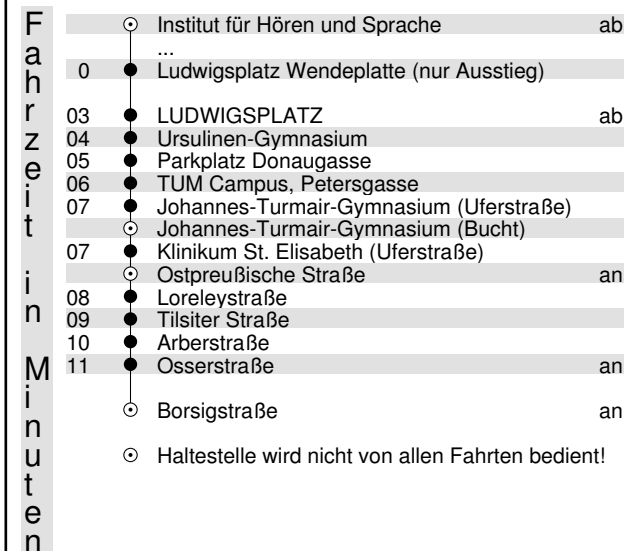 Fahrzeit in Minuten
Institut für Hören und Sprache ab
...
0 Ludwigsplatz Wendeplatte (nur Ausstieg)
03 LUDWIGSPLATZ ab
04 Ursulinen-Gymnasium
05 Parkplatz Donaugasse
06 TUM Campus, Petersgasse
07 Johannes-Turmair-Gymnasium (Uferstraße)
Johannes-Turmair-Gymnasium (Bucht)
07 Klinikum St. Elisabeth (Uferstraße)
Ostpreußische Straße an
08 Loreleystraße
09 Tilsiter Straße
10 Arberstraße
11 Osserstraße an
Borsigstraße an
Haltestelle wird nicht von allen Fahrten bedient!